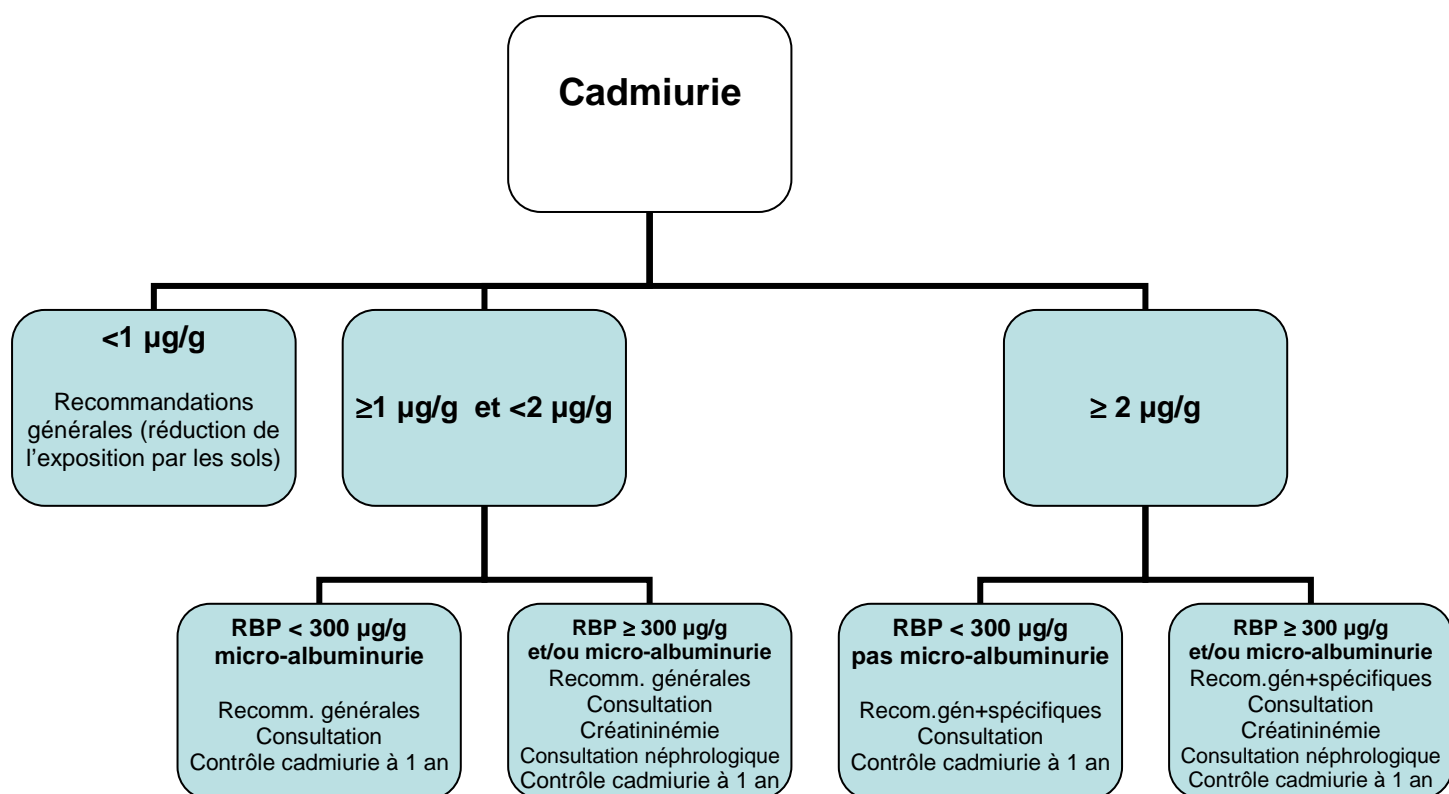 Cadmiurie
<1 µg/g
Recommandations
générales (réduction de
l’exposition par les sols)
≥1 µg/g et <2 µg/g
≥ 2 µg/g
RBP < 300 µg/g
micro-albuminurie
Recomm. générales
Consultation
Contrôle cadmiurie à 1 an
RBP ≥ 300 µg/g
et/ou micro-albuminurie
Recomm. générales
Consultation
Créatininémie
Consultation néphrologique
Contrôle cadmiurie à 1 an
RBP < 300 µg/g
pas micro-albuminurie
Recom.gén+spécifiques
Consultation
Contrôle cadmiurie à 1 an
RBP ≥ 300 µg/g
et/ou micro-albuminurie
Recom.gén+spécifiques
Consultation
Créatininémie
Consultation néphrologique
Contrôle cadmiurie à 1 an